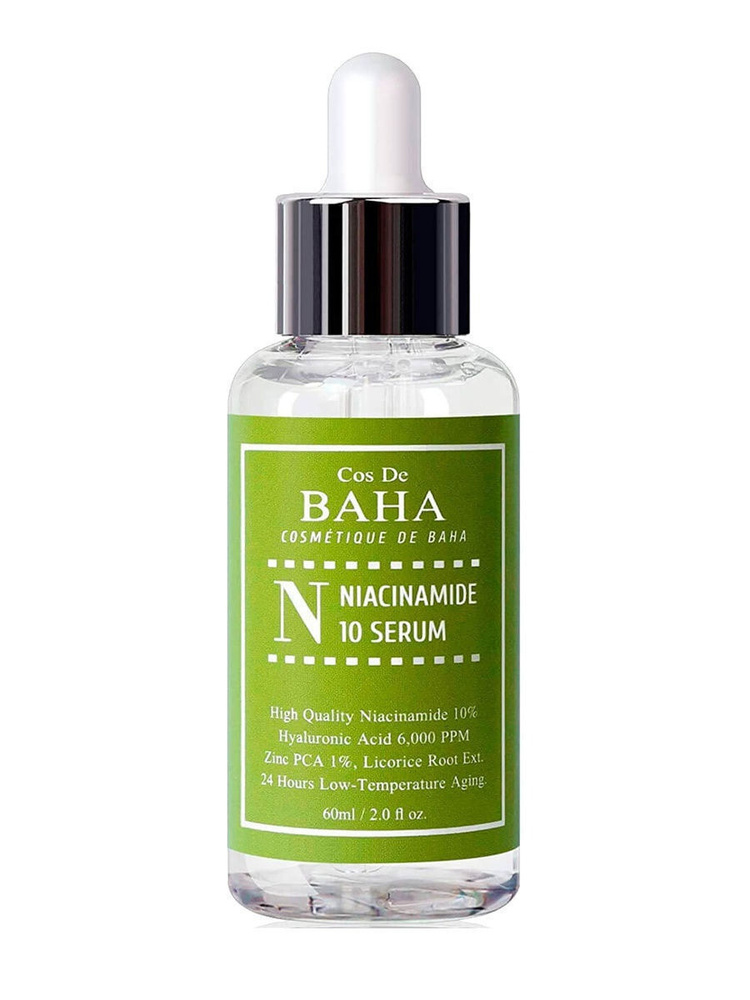 Cos De
BAHA
COSMÉTIQUE DE BAHA
N NIACINAMIDE
10 SERUM
High Quality Niacinamide 10%
Hyaluronic Acid 6,000 PPM
Zinc PCA 1%, Licorice Root Ext.
24 Hours Low-Temperature Aging.
60ml / 2.0 fl oz.